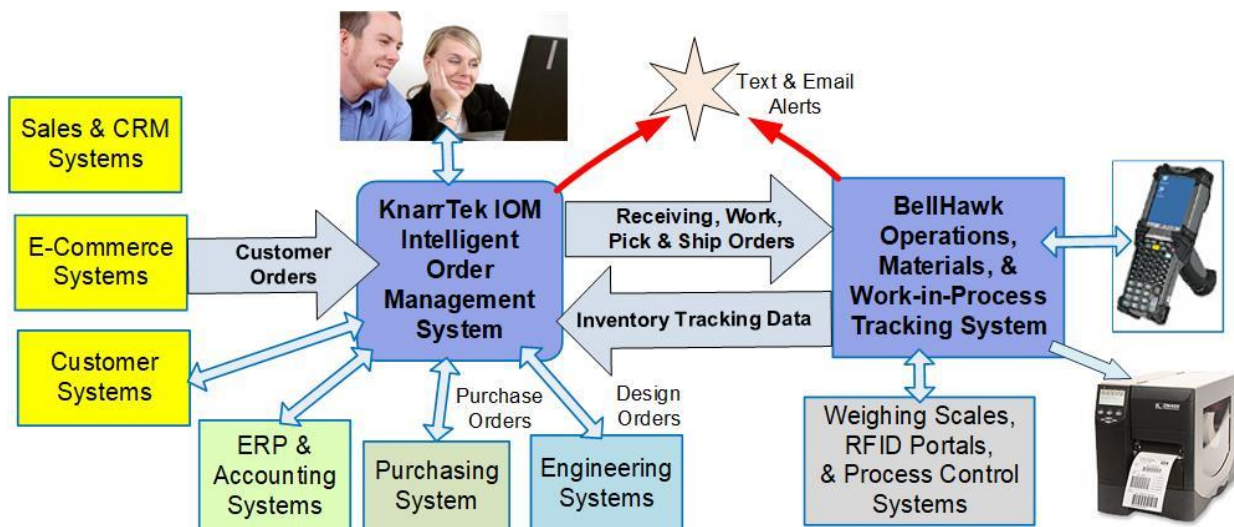 Sales & CRM
Systems
E-Commerce
Systems
Customer
Systems
Customer
Orders
KnarrTek IOM
Intelligent
Order
Management
System
Text & Email
Alerts
Receiving, Work,
Pick & Ship Orders
Inventory Tracking Data
BellHawk
Operations,
Materials, &
Work-in-Process
Tracking System
Purchase
Orders
Design
Orders
ERP &
Accounting
Systems
Purchasing
System
Engineering
Systems
Weighing Scales,
RFID Portals,
& Process Control
Systems